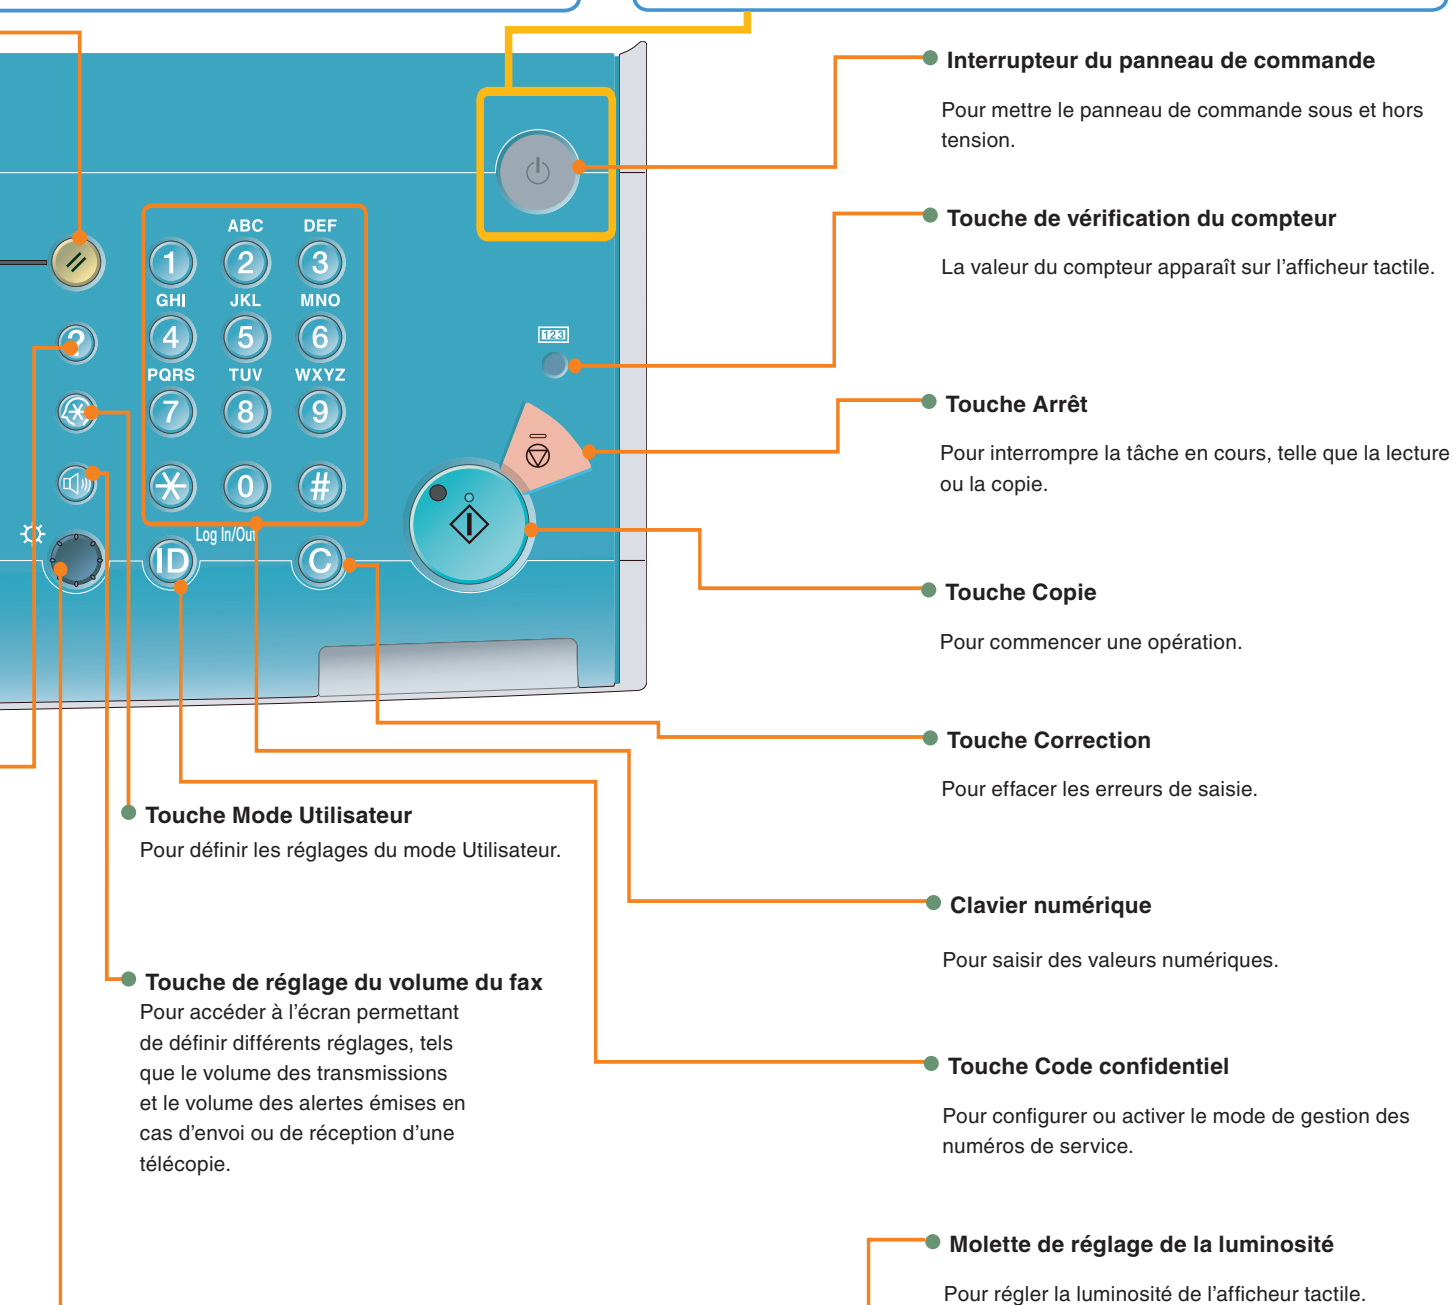 Interrupteur du panneau de commande
Pour mettre le panneau de commande sous et hors
tension.
Touche de vérification du compteur
La valeur du compteur apparaît sur l’afficheur tactile.
Touche Arrêt
Pour interrompre la tâche en cours, telle que la lecture
ou la copie.
Touche Copie
Pour commencer une opération.
Touche Correction
Pour effacer les erreurs de saisie.
Clavier numérique
Pour saisir des valeurs numériques.
Touche Code confidentiel
Pour configurer ou activer le mode de gestion des
numéros de service.
Molette de réglage de la luminosité
Pour régler la luminosité de l’afficheur tactile.
ABC DEF
1 2 3
GHI JKL MNO
? 4 5 6
123
PQRS TUV WXYZ
7 8 9
0 #
Log In/Out
ID C
Touche Mode Utilisateur
Pour définir les réglages du mode Utilisateur.
Touche de réglage du volume du fax
Pour accéder à l’écran permettant
de définir différents réglages, tels
que le volume des transmissions
et le volume des alertes émises en
cas d’envoi ou de réception d’une
télécopie.